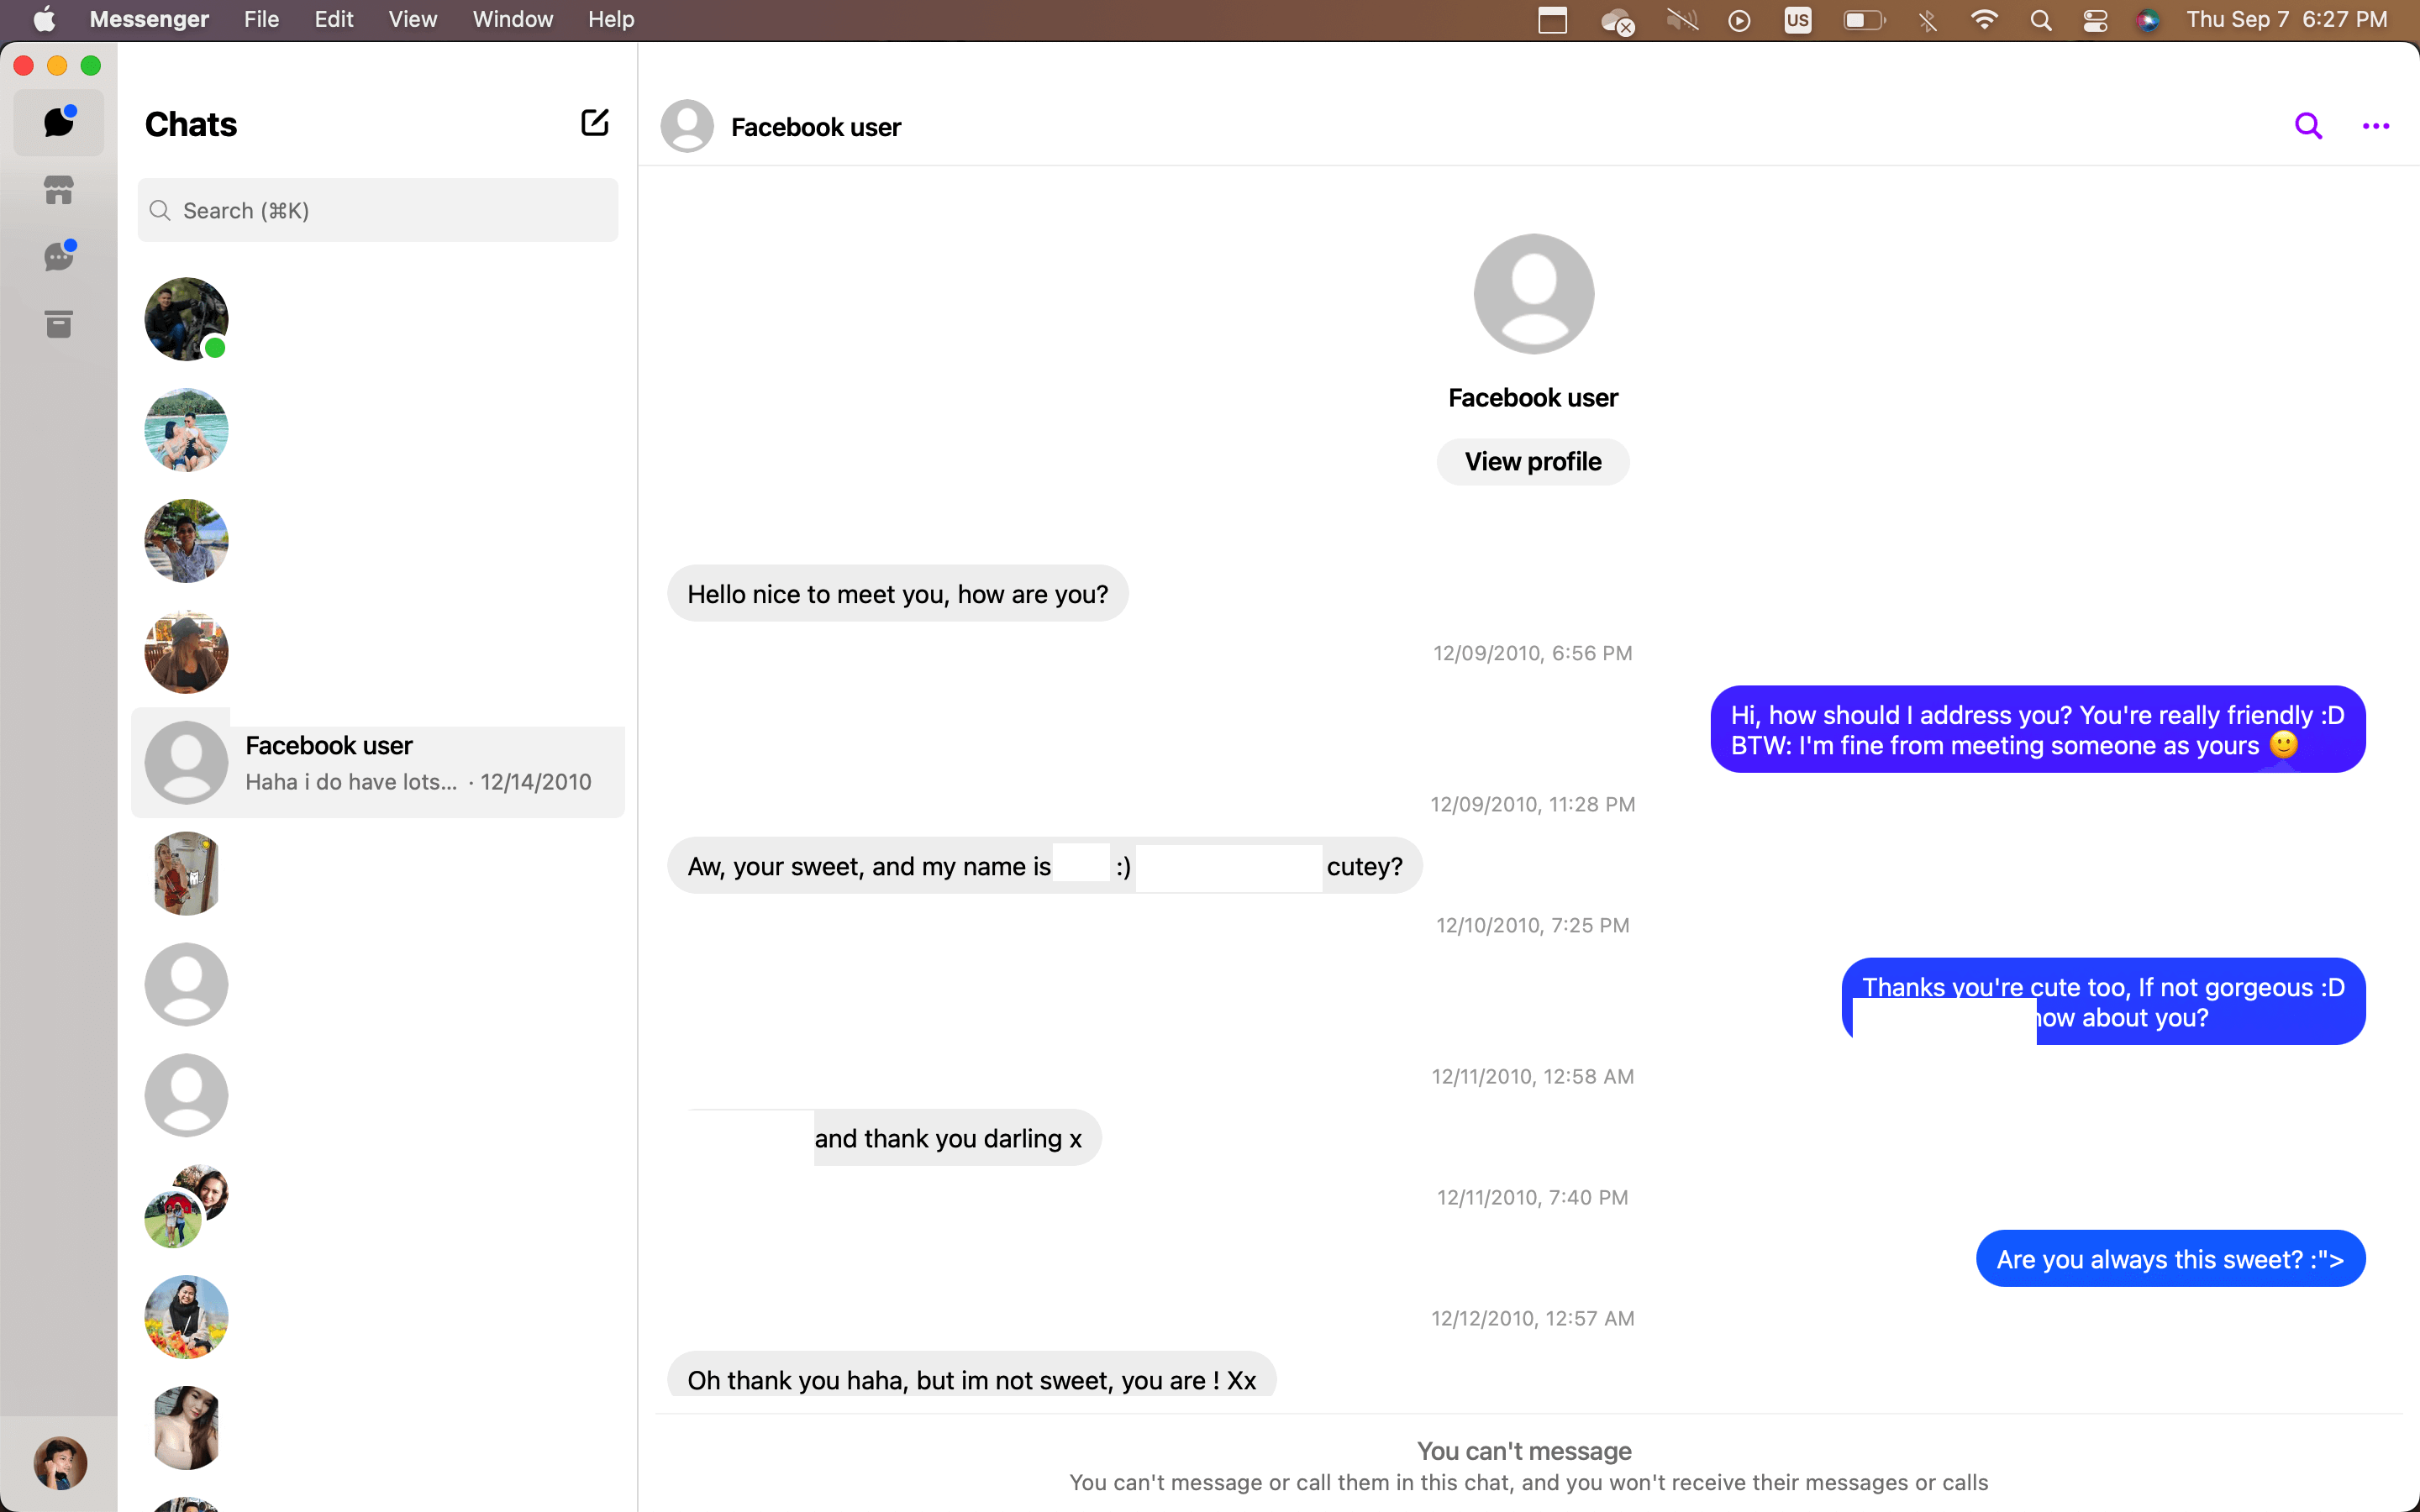 Messenger File Edit View Window Help
US
Thu Sep 7 6:27 PM
Chats
Search (⌘K)
Facebook user
Haha i do have lots... · 12/14/2010
Facebook user
Facebook user
View profile
Hello nice to meet you, how are you?
12/09/2010, 6:56 PM
Hi, how should I address you? You're really friendly :D
BTW: I'm fine from meeting someone as yours 🙂
12/09/2010, 11:28 PM
Aw, your sweet, and my name is :) cutey?
12/10/2010, 7:25 PM
Thanks you're cute too, If not gorgeous :D
how about you?
12/11/2010, 12:58 AM
and thank you darling x
12/11/2010, 7:40 PM
Are you always this sweet? :">
12/12/2010, 12:57 AM
Oh thank you haha, but im not sweet, you are ! Xx
You can't message
You can't message or call them in this chat, and you won't receive their messages or calls